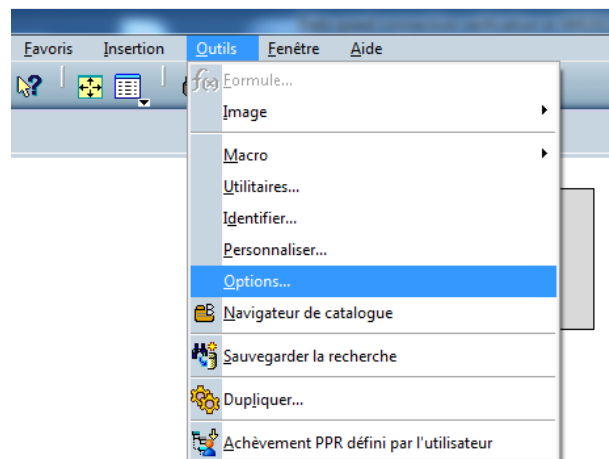 Favoris Insertion Outils Fenêtre Aide
f(x) Formule...
Image
Macro
Utilitaires...
Identifier...
Personnaliser...
Options...
Navigateur de catalogue
Sauvegarder la recherche
Dupliquer...
Achèvement PPR défini par l'utilisateur